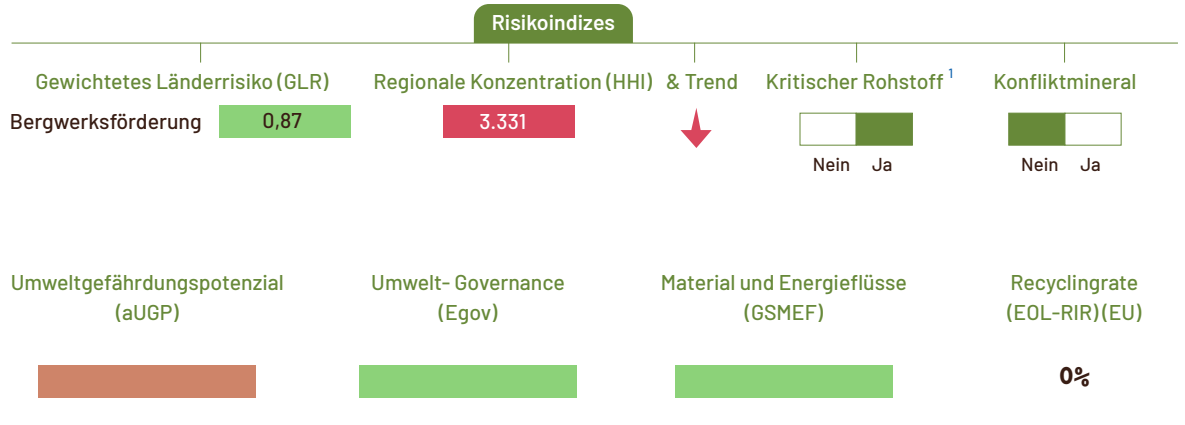 Risikoindizes
Gewichtetes Länderrisiko (GLR)
Regionale Konzentration (HHI) & Trend
Kritischer Rohstoff 1
Konfliktmineral
Bergwerksförderung 0,87
3.331
Nein Ja
Nein Ja
Umweltgefährdungspotenzial
(aUGP)
Umwelt- Governance
(Egov)
Material und Energieflüsse
(GSMEF)
Recyclingrate
(EOL-RIR)(EU)
0%